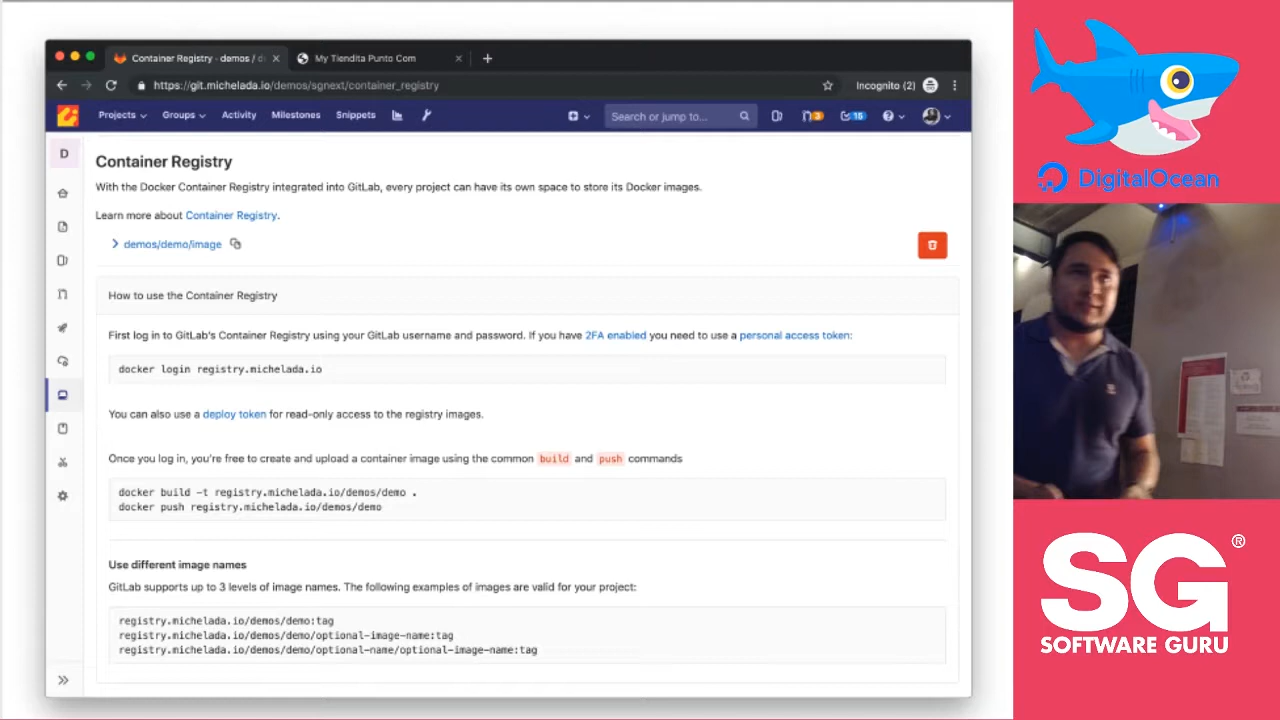 Container Registry - demos / d
My Tiendita Punto Com
https://git.michelada.io/demos/sgnext/container_registry
Incognito (2)
Projects
Groups
Activity
Milestones
Snippets
Search or jump to...
3
16
D
Container Registry
With the Docker Container Registry integrated into GitLab, every project can have its own space to store its Docker images.
Learn more about Container Registry.
demos/demo/image
How to use the Container Registry
First log in to GitLab's Container Registry using your GitLab username and password. If you have 2FA enabled you need to use a personal access token:
docker login registry.michelada.io
You can also use a deploy token for read-only access to the registry images.
Once you log in, you're free to create and upload a container image using the common build and push commands
docker build -t registry.michelada.io/demos/demo .
docker push registry.michelada.io/demos/demo
Use different image names
GitLab supports up to 3 levels of image names. The following examples of images are valid for your project:
registry.michelada.io/demos/demo:tag
registry.michelada.io/demos/demo/optional-image-name:tag
registry.michelada.io/demos/demo/optional-name/optional-image-name:tag
DigitalOcean
SG®
SOFTWARE GURU